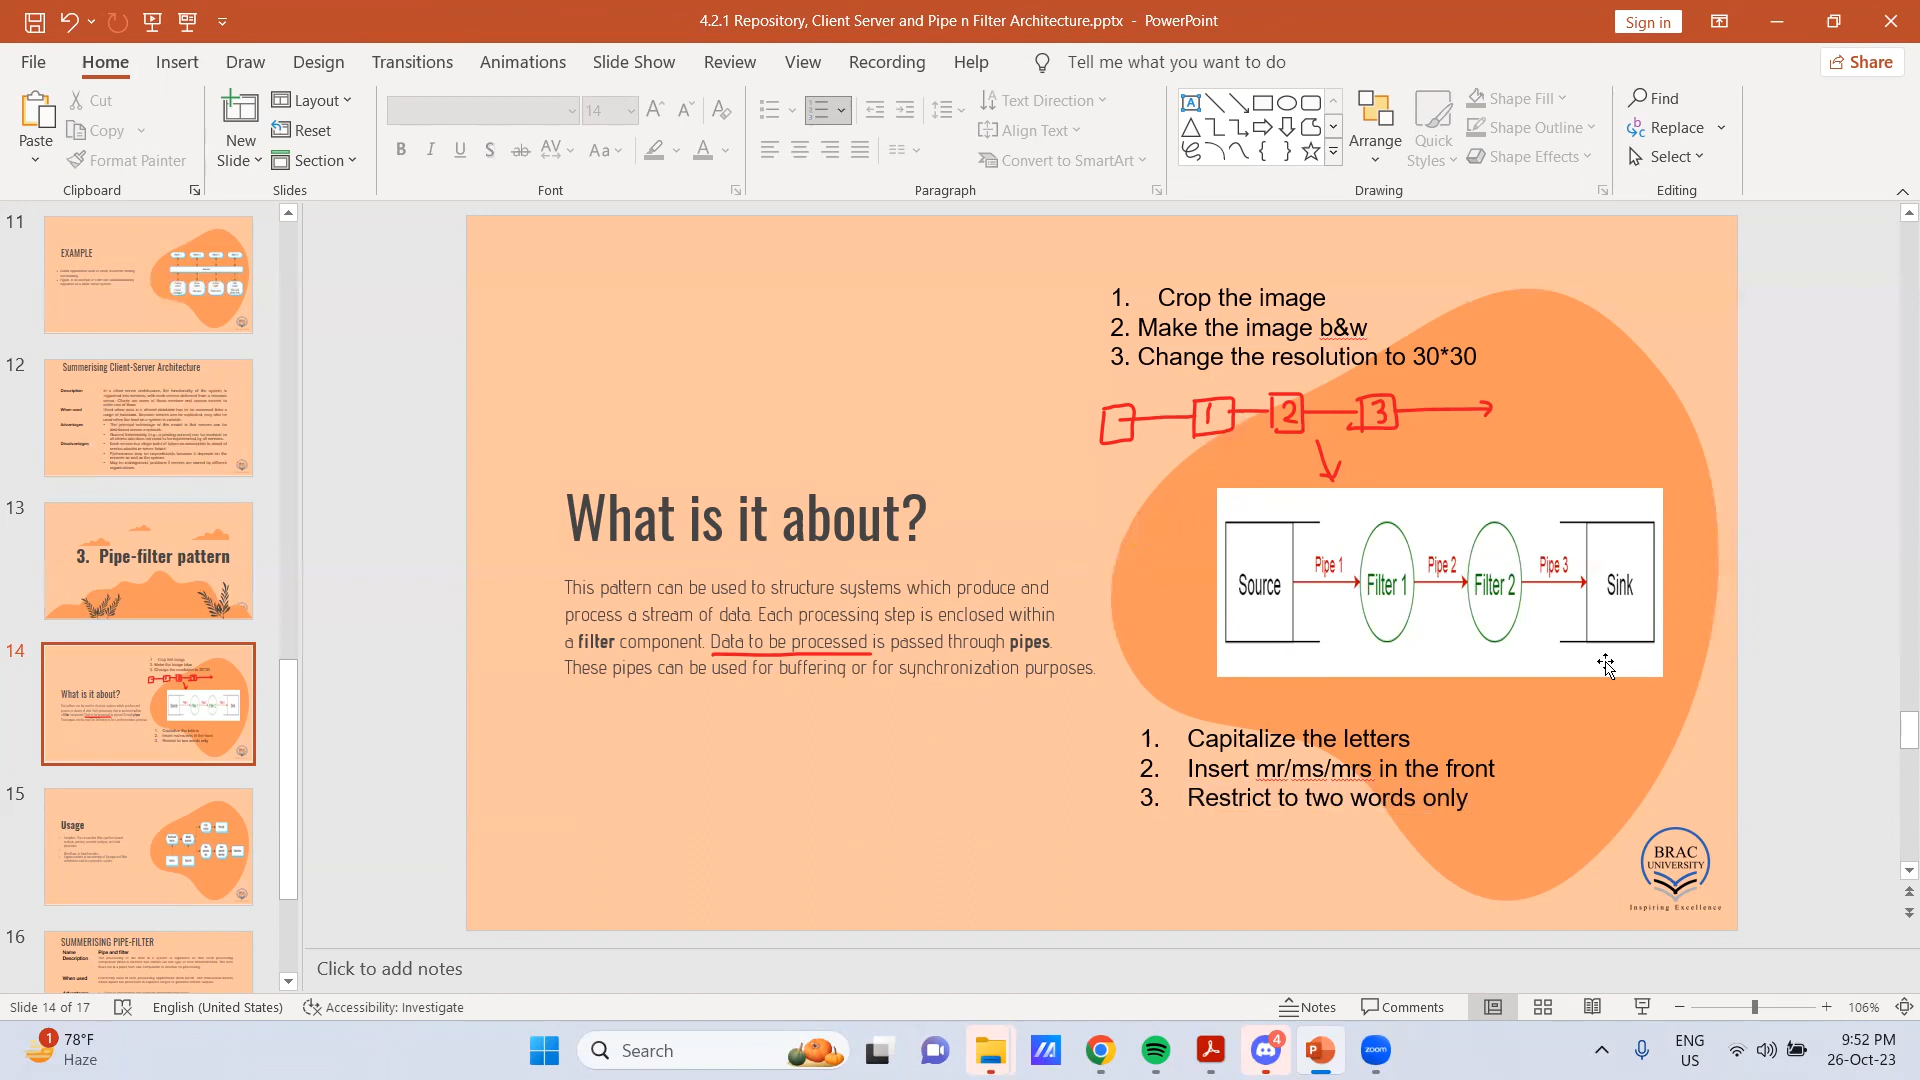 4.2.1 Repository, Client Server and Pipe n Filter Architecture.pptx - PowerPoint
Sign in
File Home Insert Draw Design Transitions Animations Slide Show Review View Recording Help Tell me what you want to do
Share
Paste
Cut
Copy
Format Painter
Clipboard
New Slide
Layout
Reset
Section
Slides
14
Font
Text Direction
Align Text
Convert to SmartArt
Paragraph
Arrange
Quick Styles
Shape Fill
Shape Outline
Shape Effects
Drawing
Find
Replace
Select
Editing
11
EXAMPLE
12
Summerising Client-Server Architecture
13
3. Pipe-filter pattern
14
What is it about?
15
Usage
16
SUMMERISING PIPE-FILTER
1. Crop the image
2. Make the image b&w
3. Change the resolution to 30*30
1 2 3
What is it about?
This pattern can be used to structure systems which produce and
process a stream of data. Each processing step is enclosed within
a filter component. Data to be processed is passed through pipes.
These pipes can be used for buffering or for synchronization purposes.
Source Pipe 1 Filter 1 Pipe 2 Filter 2 Pipe 3 Sink
1. Capitalize the letters
2. Insert mr/ms/mrs in the front
3. Restrict to two words only
BRAC
UNIVERSITY
Inspiring Excellence
Click to add notes
Slide 14 of 17 English (United States) Accessibility: Investigate Notes Comments 106%
1
78°F
Haze
Search
4
zoom
ENG
US
9:52 PM
26-Oct-23